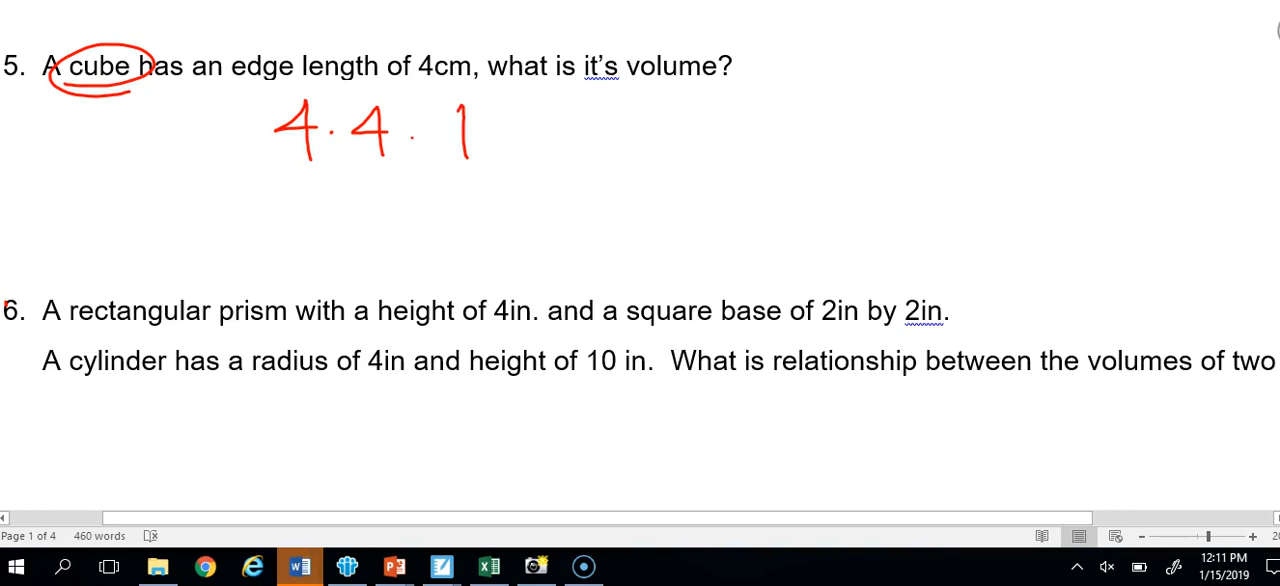 5. A cube has an edge length of 4cm, what is it's volume?
4 · 4 · 1
6. A rectangular prism with a height of 4in. and a square base of 2in by 2in.
A cylinder has a radius of 4in and height of 10 in. What is relationship between the volumes of two
Page 1 of 4 460 words
12:11 PM
1/15/2019